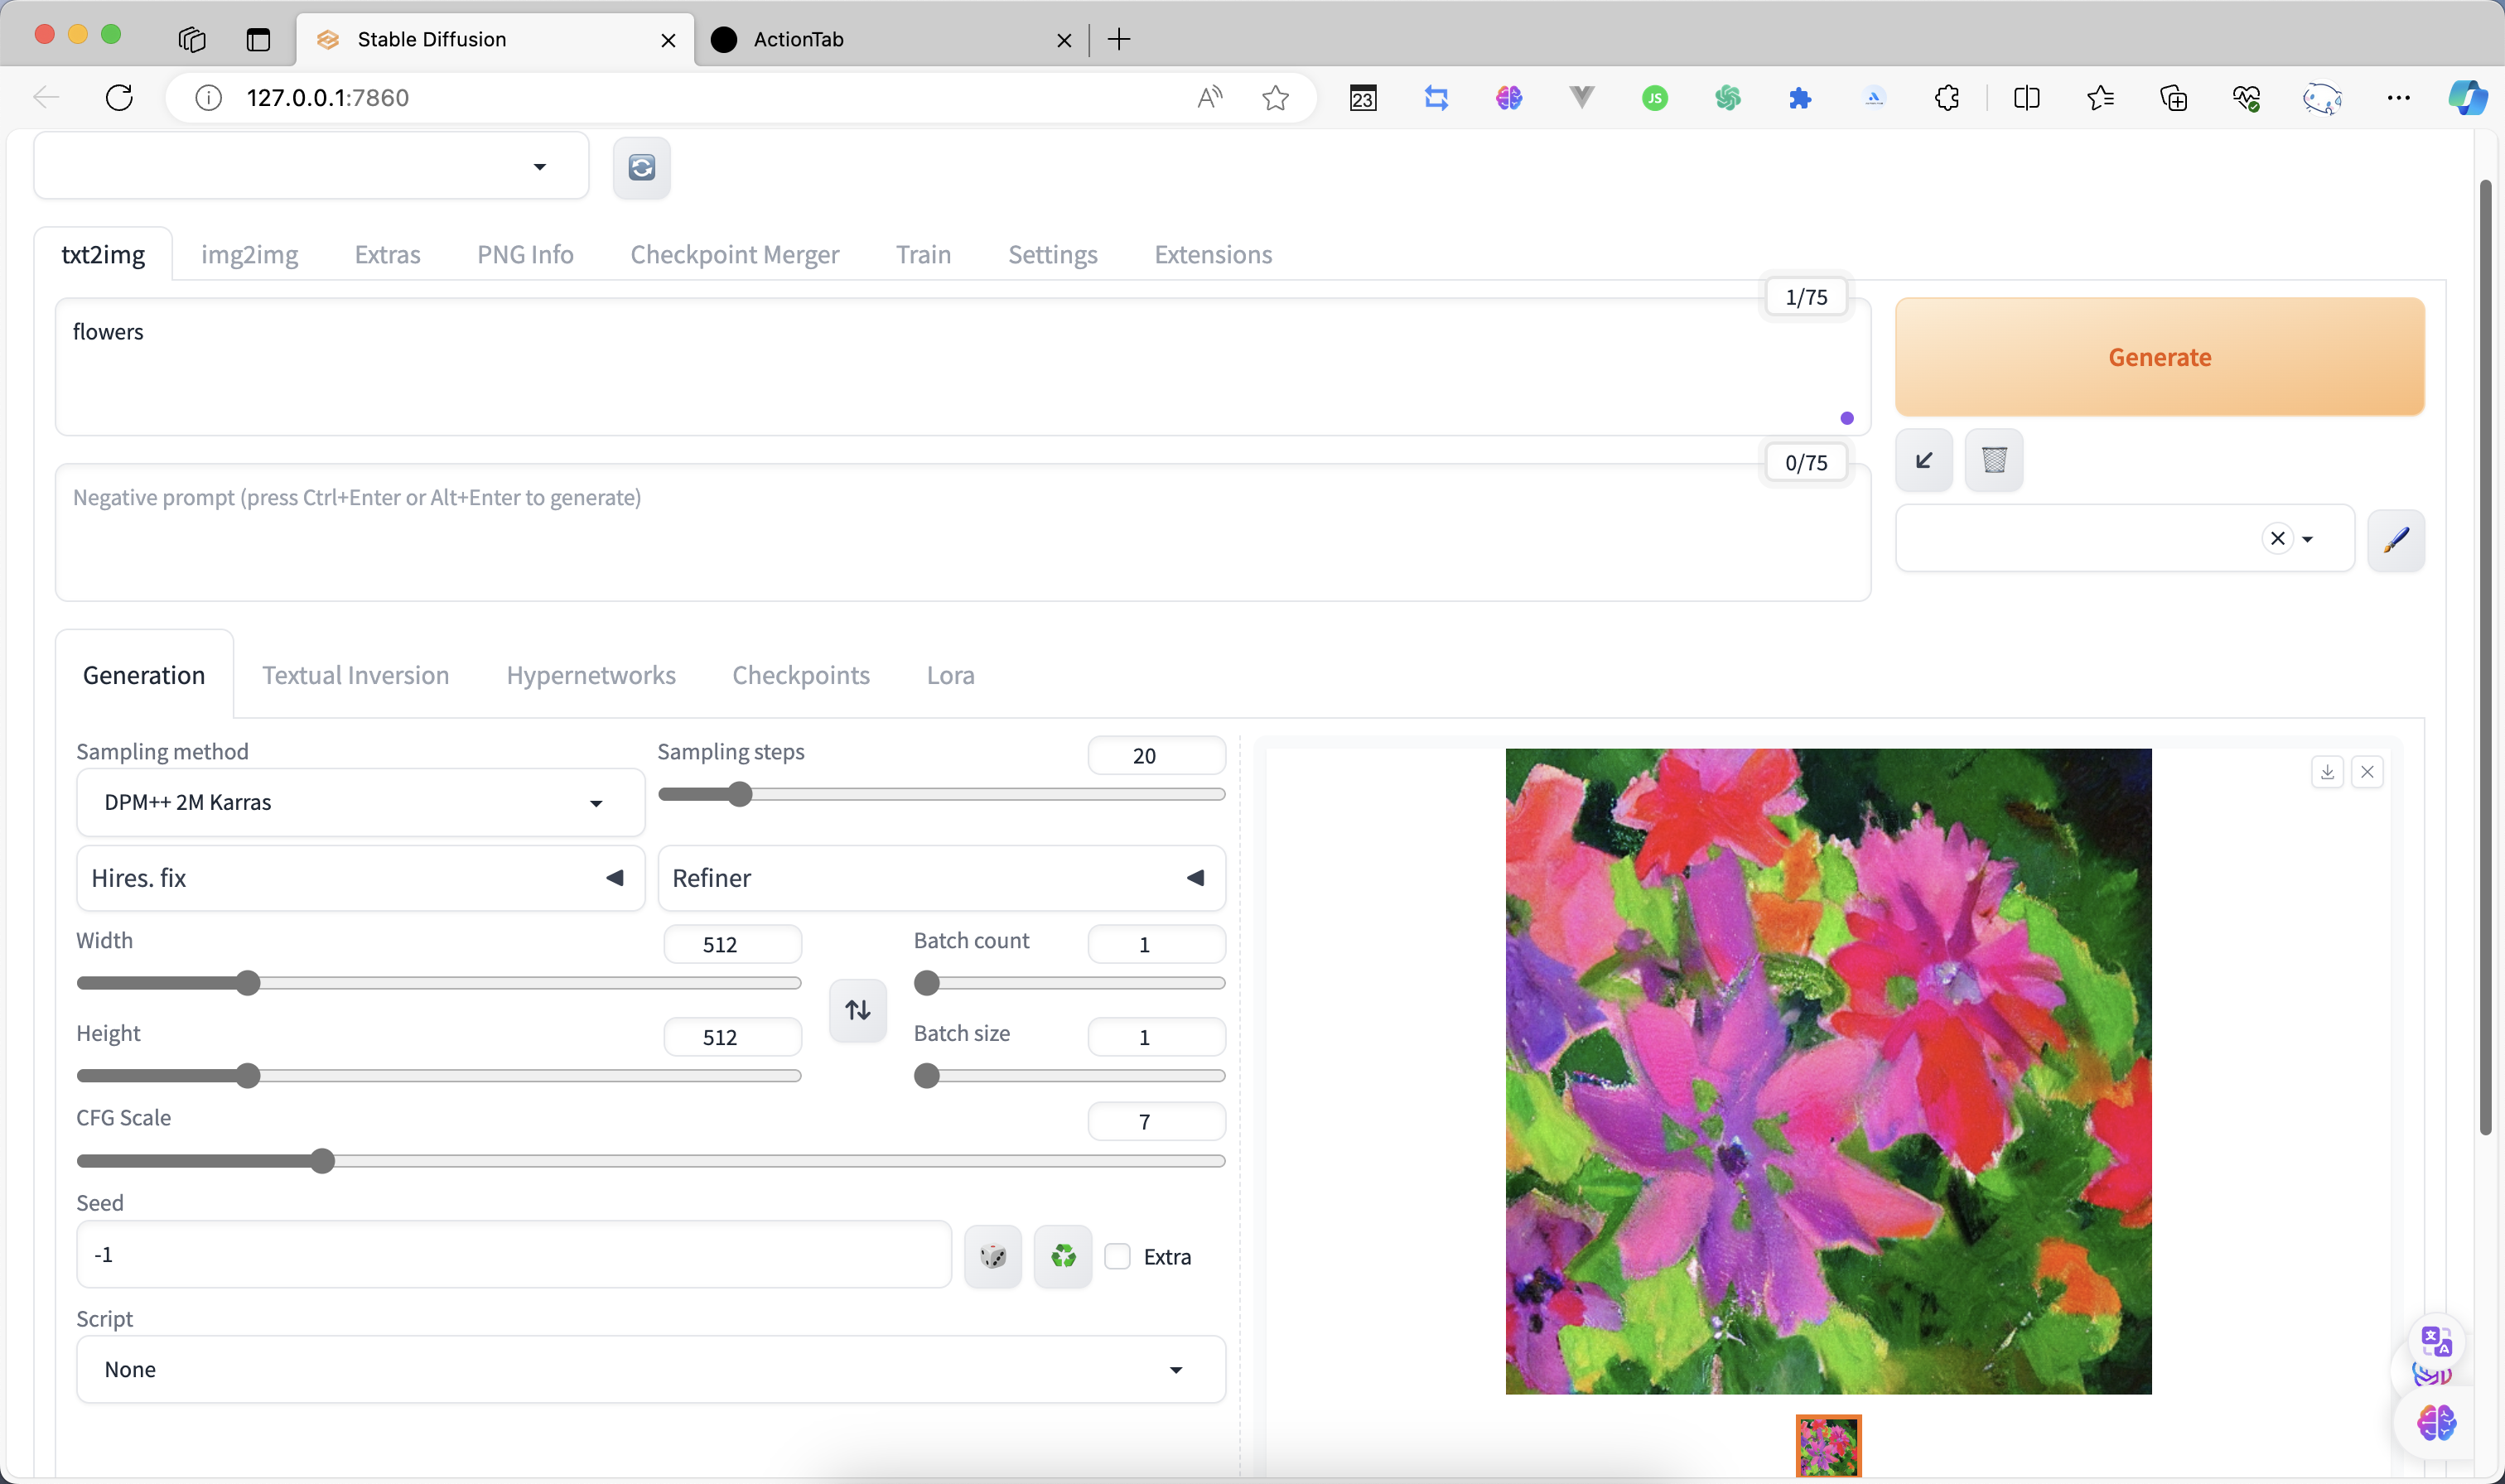 Stable Diffusion
ActionTab
127.0.0.1:7860
23
JS
txt2img
img2img
Extras
PNG Info
Checkpoint Merger
Train
Settings
Extensions
1/75
flowers
Generate
0/75
Negative prompt (press Ctrl+Enter or Alt+Enter to generate)
Generation
Textual Inversion
Hypernetworks
Checkpoints
Lora
Sampling method
Sampling steps
20
DPM++ 2M Karras
Hires. fix
Refiner
Width
512
Batch count
1
Height
512
Batch size
1
CFG Scale
7
Seed
-1
Extra
Script
None